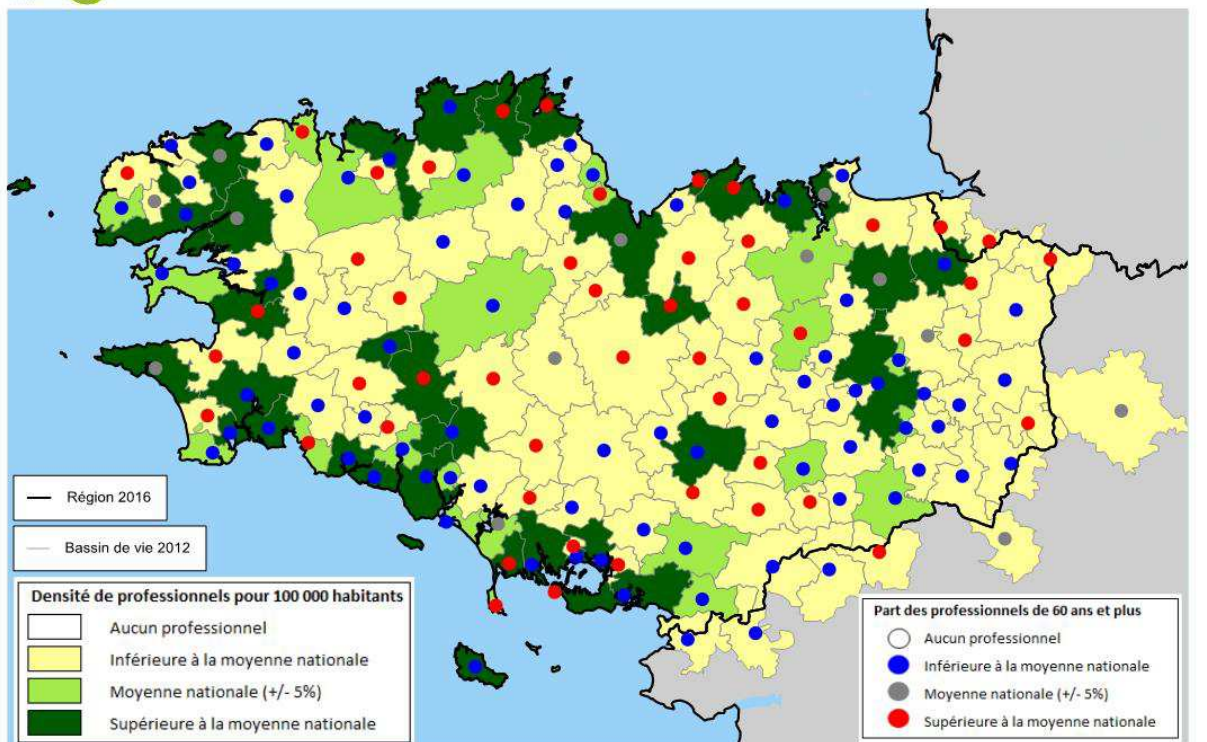 Région 2016
Bassin de vie 2012
Densité de professionnels pour 100 000 habitants
Aucun professionnel
Inférieure à la moyenne nationale
Moyenne nationale (+/- 5%)
Supérieure à la moyenne nationale
Part des professionnels de 60 ans et plus
Aucun professionnel
Inférieure à la moyenne nationale
Moyenne nationale (+/- 5%)
Supérieure à la moyenne nationale